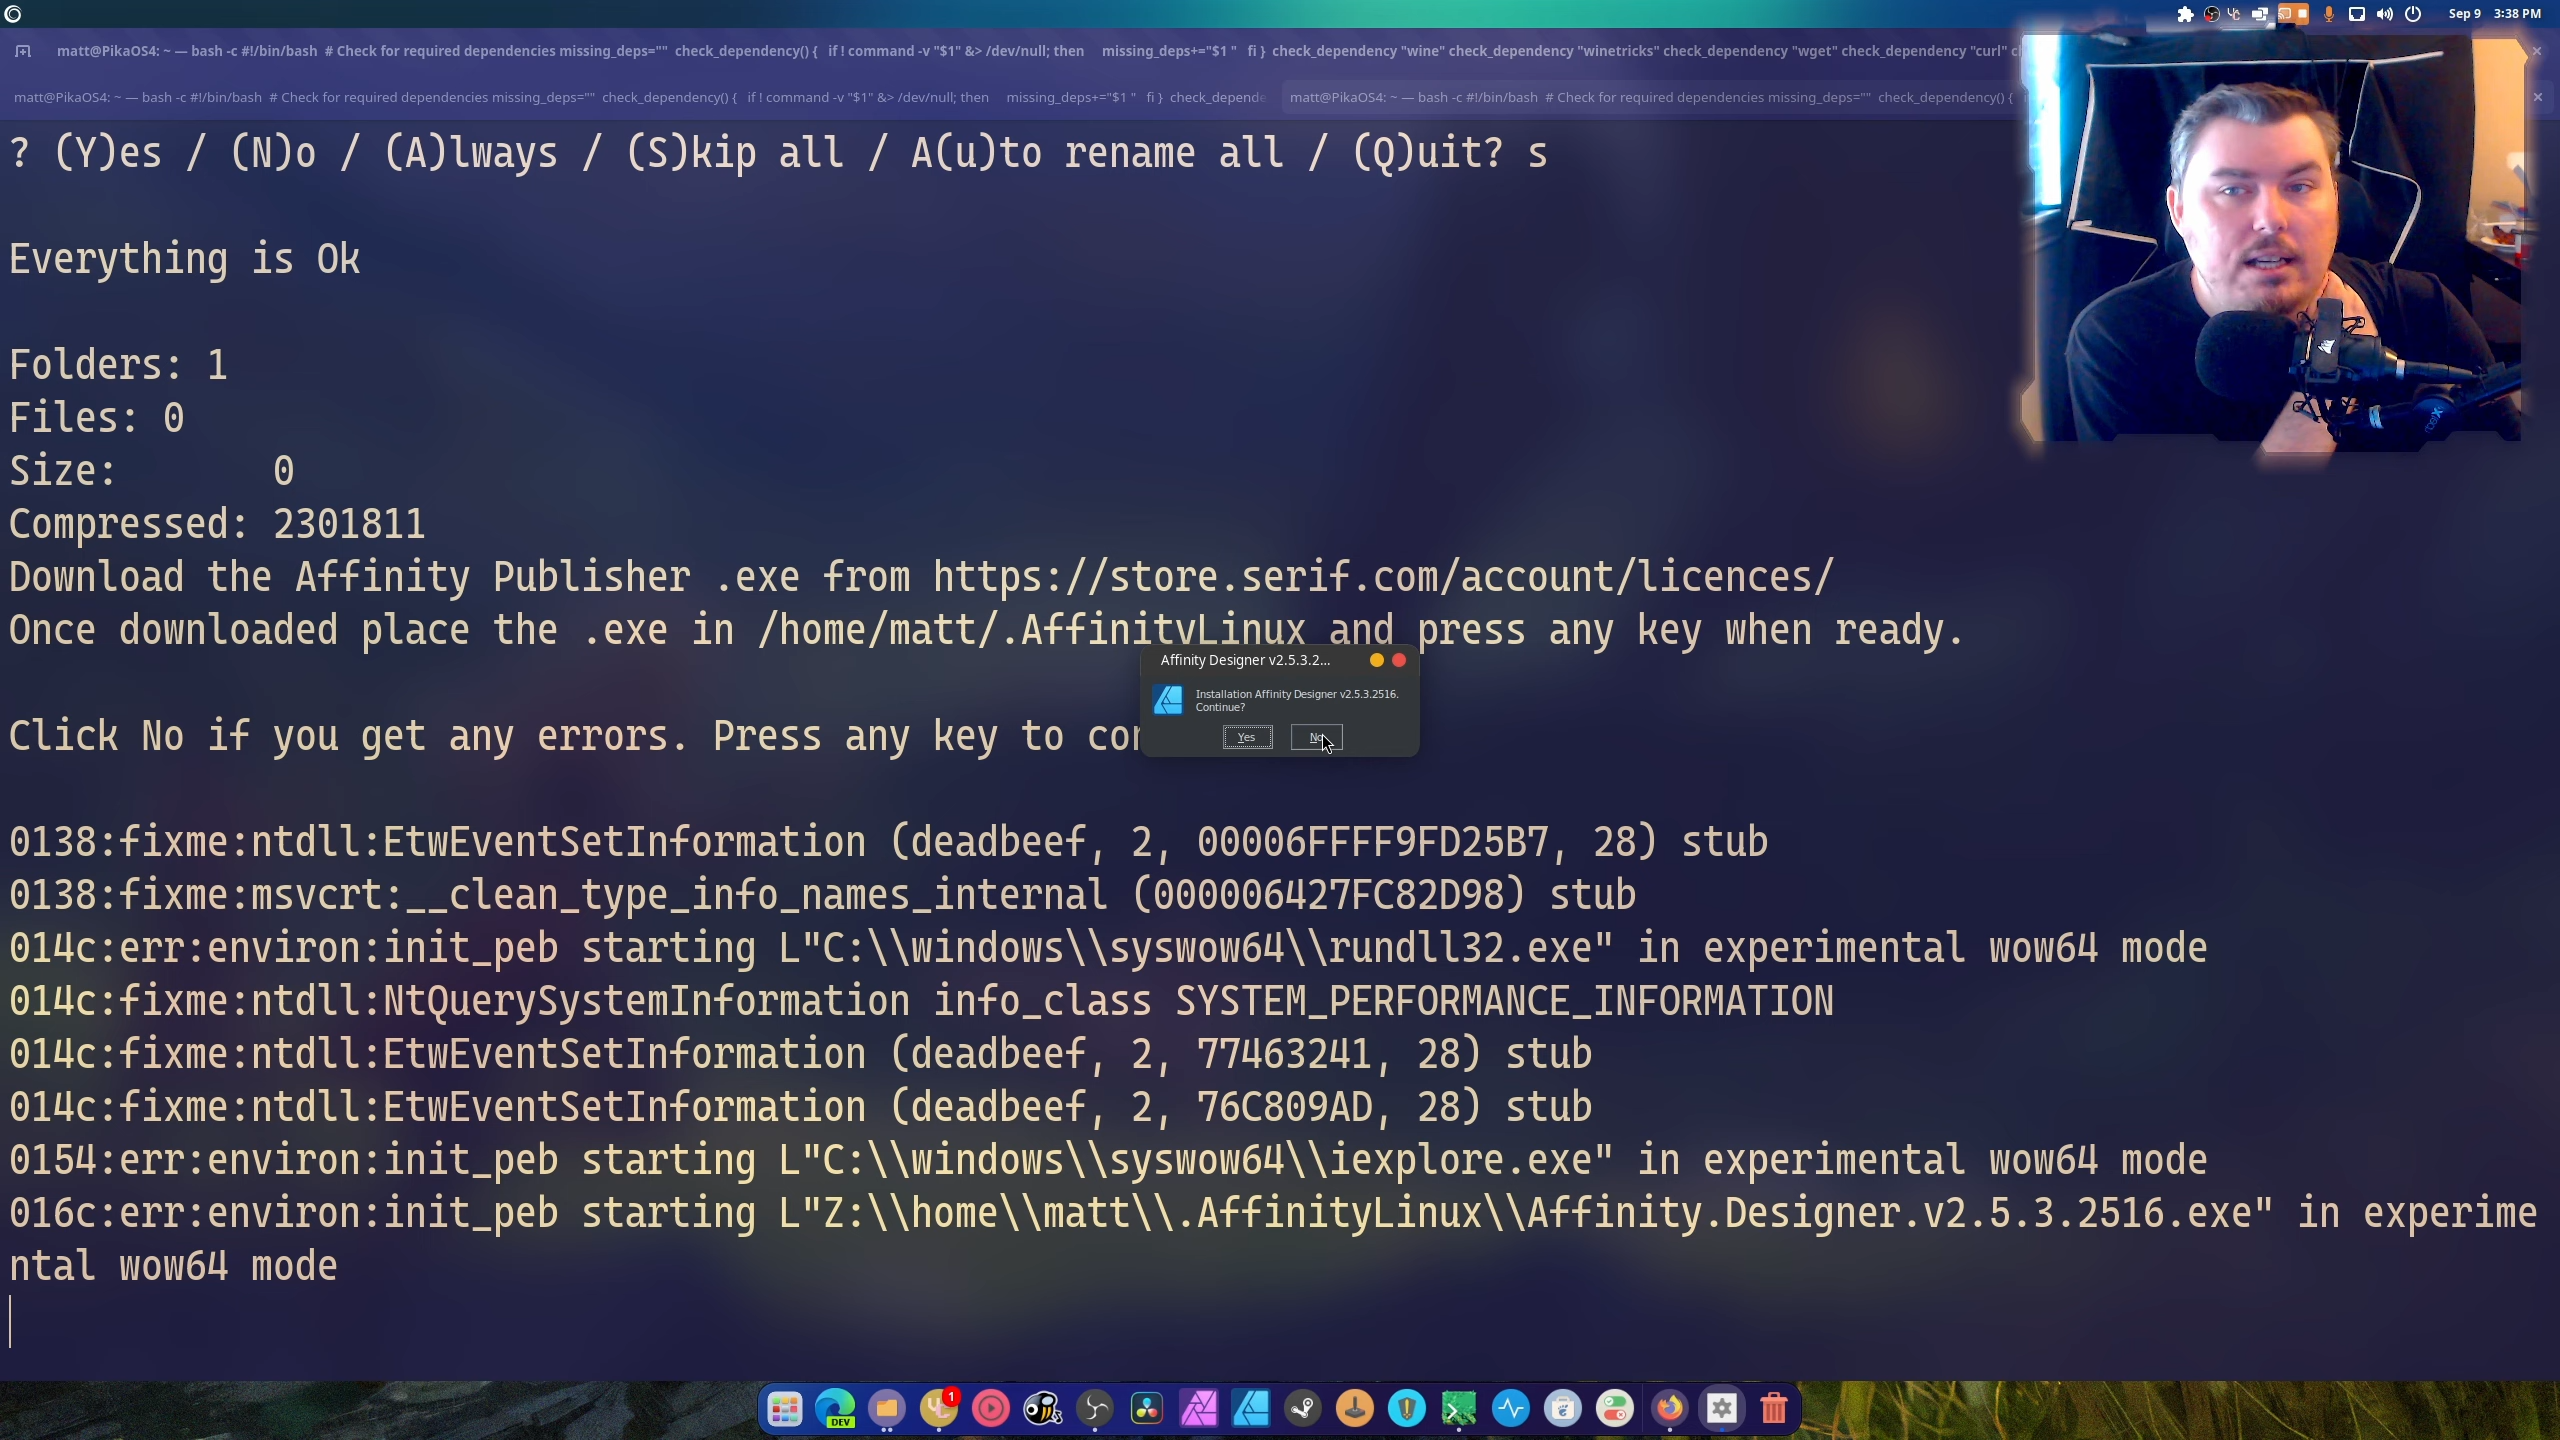 Sep 9 3:38 PM
matt@PikaOS4: ~ — bash -c #!/bin/bash # Check for required dependencies missing_deps="" check_dependency() { if ! command -v "$1" &> /dev/null; then missing_deps+="$1 " fi } check_dependency "wine" check_dependency "winetricks" check_dependency "wget" check_dependency "curl"
matt@PikaOS4: ~ — bash -c #!/bin/bash # Check for required dependencies missing_deps="" check_dependency() { if ! command -v "$1" &> /dev/null; then missing_deps+="$1 " fi } check_depende
matt@PikaOS4: ~ — bash -c #!/bin/bash # Check for required dependencies missing_deps="" check_dependency() {
? (Y)es / (N)o / (A)lways / (S)kip all / A(u)to rename all / (Q)uit? s
Everything is Ok
Folders: 1
Files: 0
Size: 0
Compressed: 2301811
Download the Affinity Publisher .exe from https://store.serif.com/account/licences/
Once downloaded place the .exe in /home/matt/.AffinityLinux and press any key when ready.
Affinity Designer v2.5.3.2...
Installation Affinity Designer v2.5.3.2516.
Continue?
Yes No
Click No if you get any errors. Press any key to con
0138:fixme:ntdll:EtwEventSetInformation (deadbeef, 2, 00006FFFF9FD25B7, 28) stub
0138:fixme:msvcrt:__clean_type_info_names_internal (000006427FC82D98) stub
014c:err:environ:init_peb starting L"C:\\windows\\syswow64\\rundll32.exe" in experimental wow64 mode
014c:fixme:ntdll:NtQuerySystemInformation info_class SYSTEM_PERFORMANCE_INFORMATION
014c:fixme:ntdll:EtwEventSetInformation (deadbeef, 2, 77463241, 28) stub
014c:fixme:ntdll:EtwEventSetInformation (deadbeef, 2, 76C809AD, 28) stub
0154:err:environ:init_peb starting L"C:\\windows\\syswow64\\iexplore.exe" in experimental wow64 mode
016c:err:environ:init_peb starting L"Z:\\home\\matt\\.AffinityLinux\\Affinity.Designer.v2.5.3.2516.exe" in experime
ntal wow64 mode
DEV
1